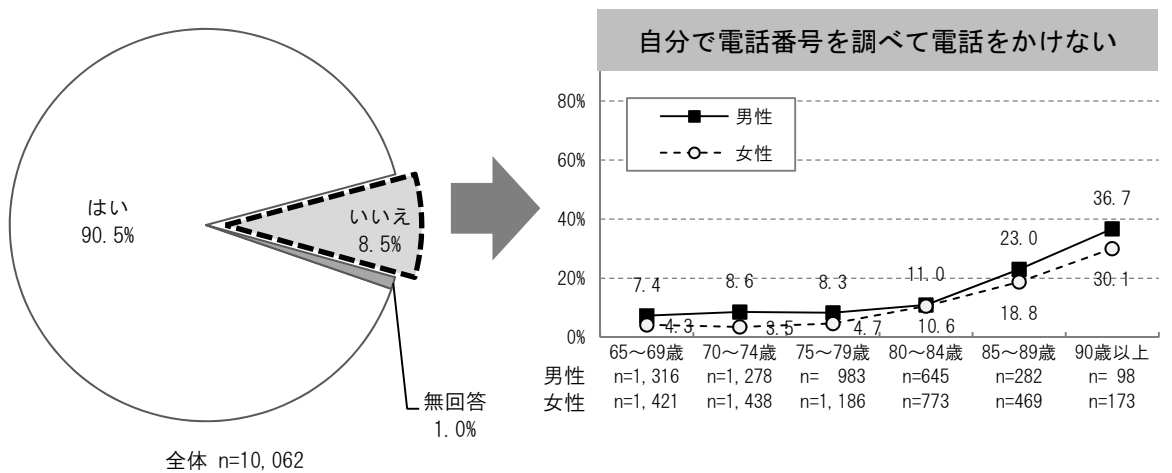 はい
90.5%
いいえ
8.5%
無回答
1.0%
全体 n=10,062
自分で電話番号を調べて電話をかけない
80%
60%
40%
20%
0%
男性
女性
7.4 8.6 8.3 11.0 23.0 36.7
4.3 3.5 4.7 10.6 18.8 30.1
65～69歳 70～74歳 75～79歳 80～84歳 85～89歳 90歳以上
男性 n=1,316 n=1,278 n= 983 n=645 n=282 n= 98
女性 n=1,421 n=1,438 n=1,186 n=773 n=469 n=173